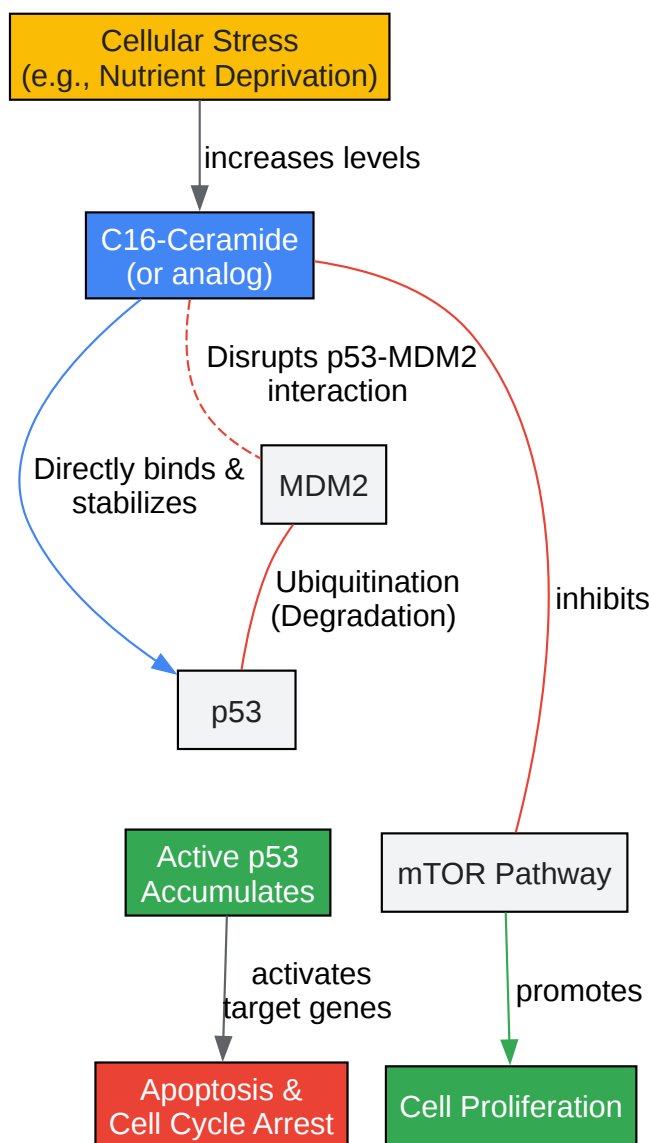 Cellular Stress
(e.g., Nutrient Deprivation)
increases levels
C16-Ceramide
(or analog)
Disrupts p53-MDM2
interaction
Directly binds &
stabilizes
MDM2
Ubiquitination
(Degradation)
inhibits
p53
Active p53
Accumulates
mTOR Pathway
activates
target genes
promotes
Apoptosis &
Cell Cycle Arrest
Cell Proliferation